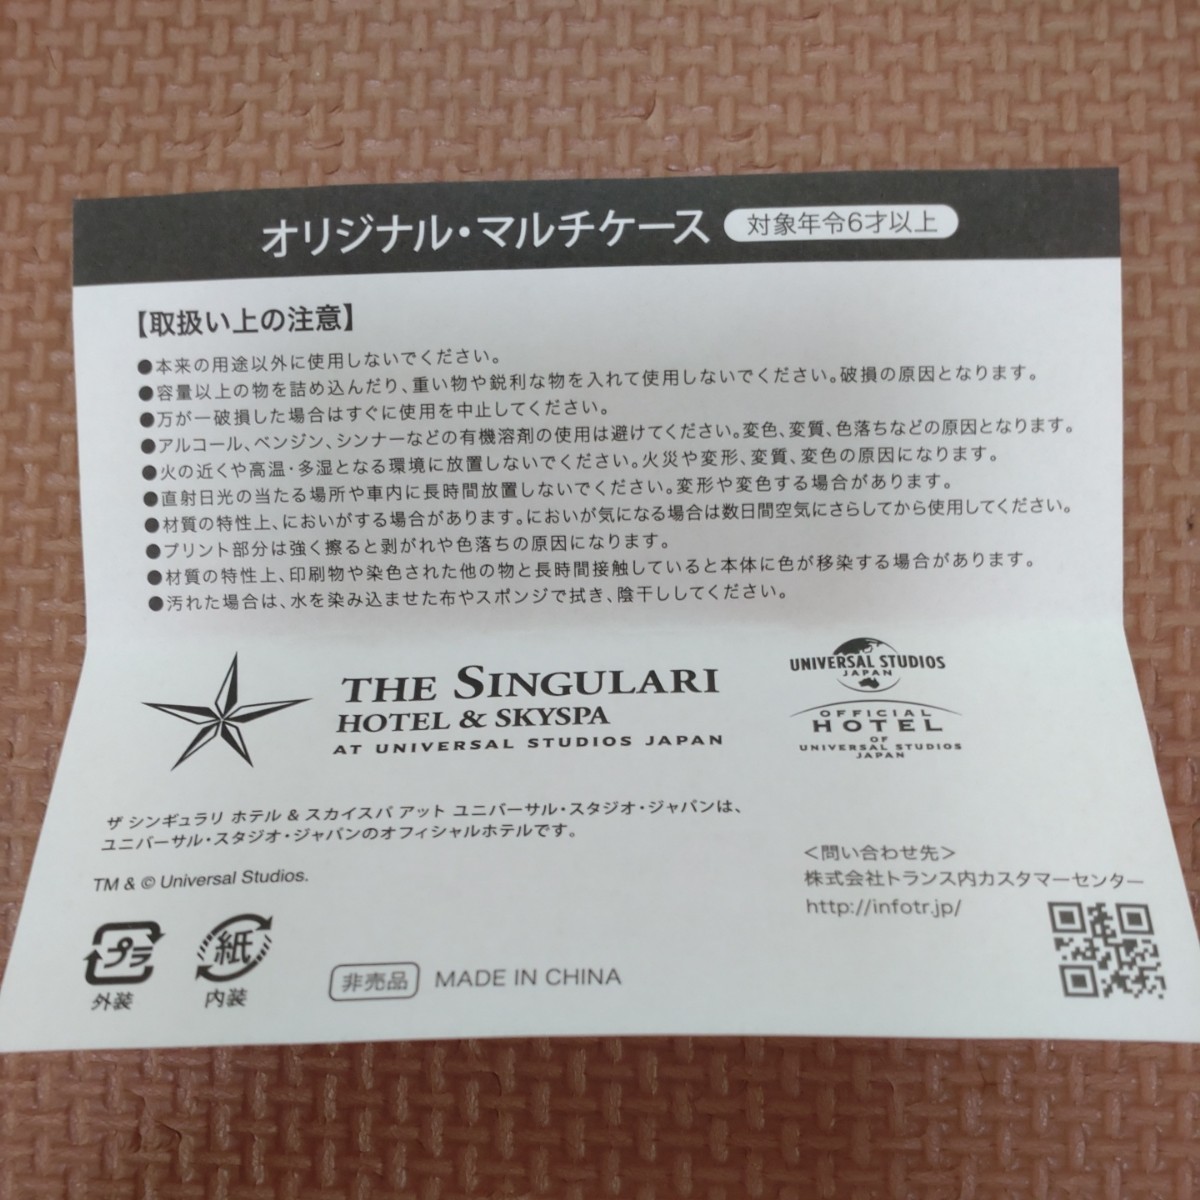 オリジナル・マルチケース 対象年令6才以上
【取扱い上の注意】
●本来の用途以外に使用しないでください。
●容量以上の物を詰め込んだり、重い物や鋭利な物を入れて使用しないでください。破損の原因となります。
●万が一破損した場合はすぐに使用を中止してください。
●アルコール、ベンジン、シンナーなどの有機溶剤の使用は避けてください。変色、変質、色落ちなどの原因となります。
●火の近くや高温・多湿となる環境に放置しないでください。火災や変形、変質、変色の原因になります。
●直射日光の当たる場所や車内に長時間放置しないでください。変形や変色する場合があります。
●材質の特性上、においがする場合があります。においが気になる場合は数日間空気にさらしてから使用してください。
●プリント部分は強く擦ると剥がれや色落ちの原因になります。
●材質の特性上、印刷物や染色された他の物と長時間接触していると本体に色が移染する場合があります。
●汚れた場合は、水を染み込ませた布やスポンジで拭き、陰干ししてください。
THE SINGULARI
HOTEL & SKYSPA
AT UNIVERSAL STUDIOS JAPAN
UNIVERSAL STUDIOS
JAPAN
OFFICIAL
HOTEL
OF
UNIVERSAL STUDIOS
JAPAN
ザ シンギュラリ ホテル & スカイスパ アット ユニバーサル・スタジオ・ジャパンは、
ユニバーサル・スタジオ・ジャパンのオフィシャルホテルです。
TM & © Universal Studios.
<問い合わせ先>
株式会社トランス内カスタマーセンター
http://infotr.jp/
プラ
外装
紙
内装
非売品 MADE IN CHINA